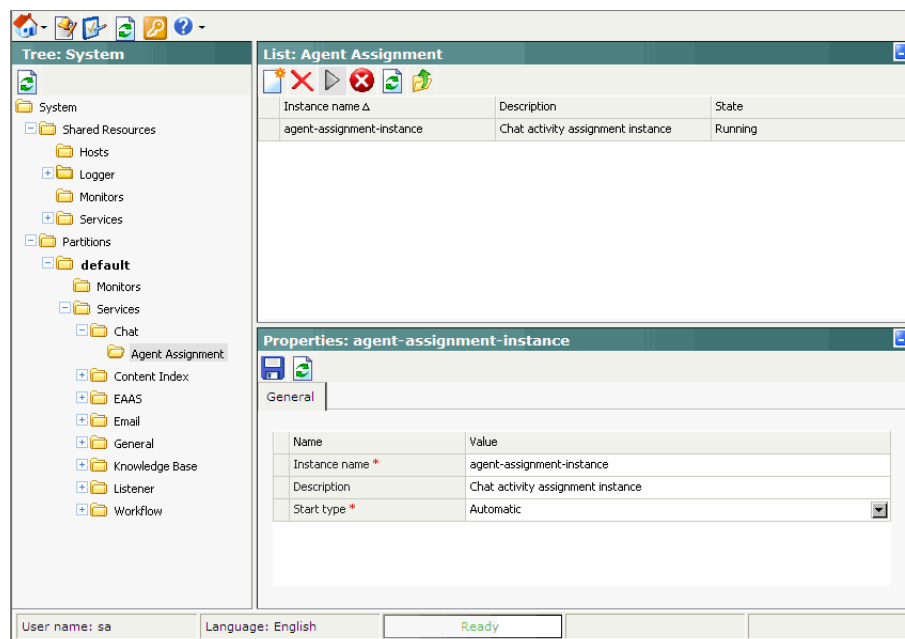 Tree: System
System
Shared Resources
Hosts
Logger
Monitors
Services
Partitions
default
Monitors
Services
Chat
Agent Assignment
Content Index
EAAS
Email
General
Knowledge Base
Listener
Workflow
List: Agent Assignment
Instance name Description State
agent-assignment-instance Chat activity assignment instance Running
Properties: agent-assignment-instance
General
Name Value
Instance name * agent-assignment-instance
Description Chat activity assignment instance
Start type * Automatic
User name: sa Language: English Ready